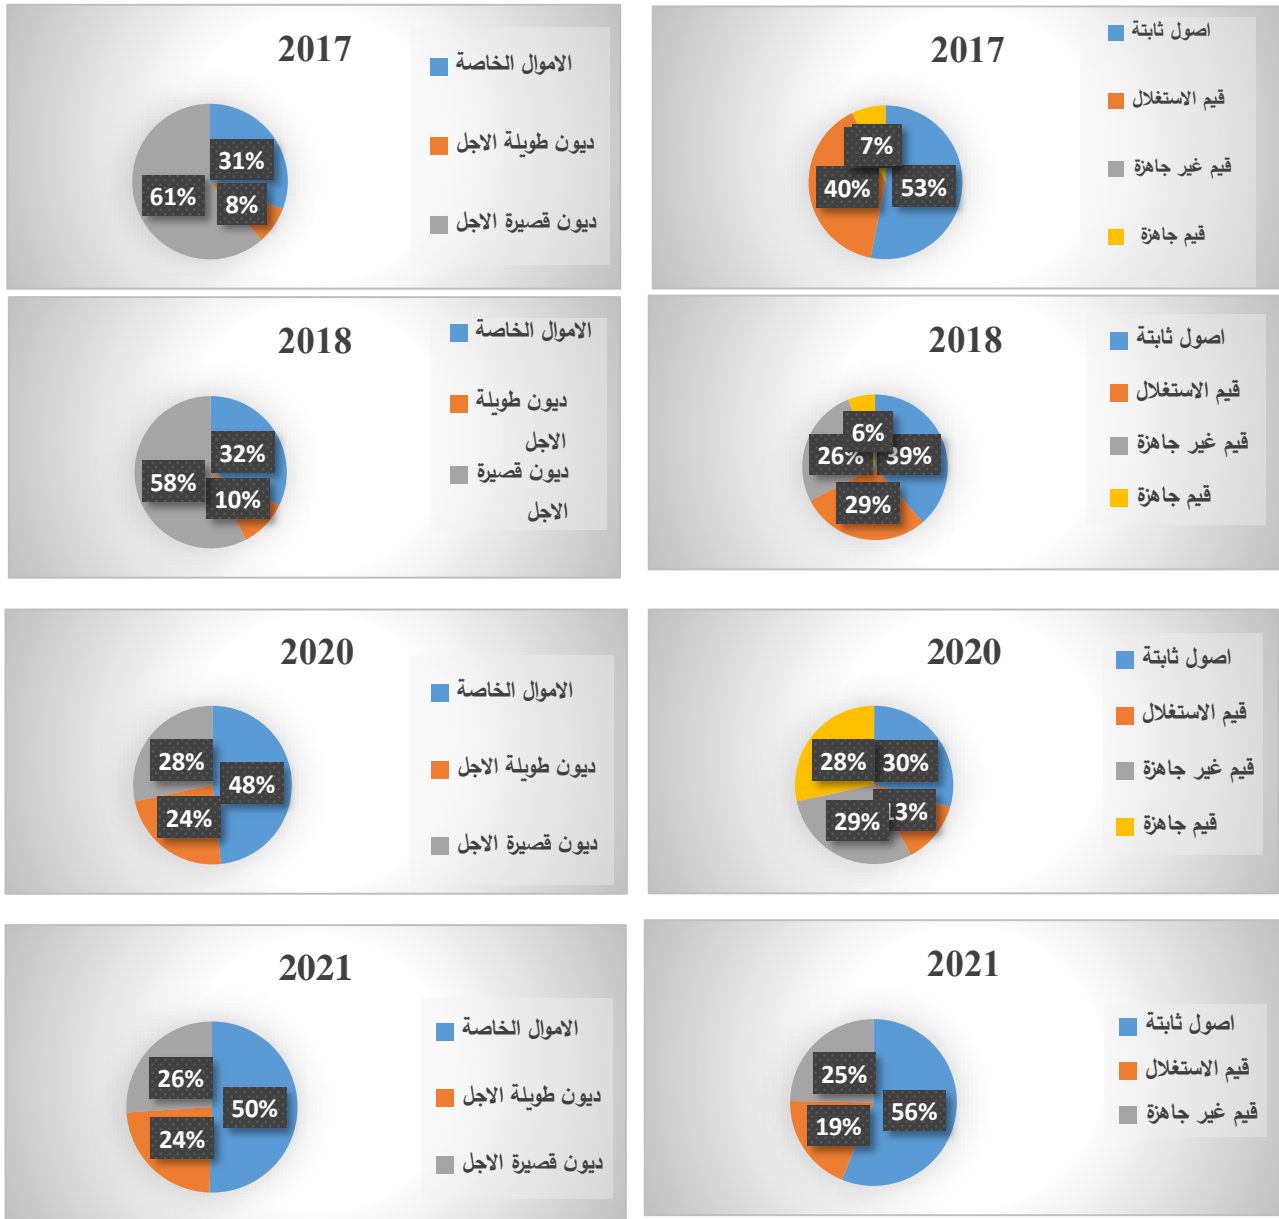 2017
الاموال الخاصة
ديون طويلة الاجل
ديون قصيرة الاجل
31%
8%
61%
2017
اصول ثابتة
قيم الاستغلال
قيم غير جاهزة
قيم جاهزة
7%
40%
53%
2018
الاموال الخاصة
ديون طويلة
الاجل
ديون قصيرة
الاجل
32%
58%
10%
2018
اصول ثابتة
قيم الاستغلال
قيم غير جاهزة
قيم جاهزة
6%
26%
39%
29%
2020
الاموال الخاصة
ديون طويلة الاجل
ديون قصيرة الاجل
28%
48%
24%
2020
اصول ثابتة
قيم الاستغلال
قيم غير جاهزة
قيم جاهزة
28%
30%
29%
13%
2021
الاموال الخاصة
ديون طويلة الاجل
ديون قصيرة الاجل
26%
50%
24%
2021
اصول ثابتة
قيم الاستغلال
قيم غير جاهزة
25%
56%
19%